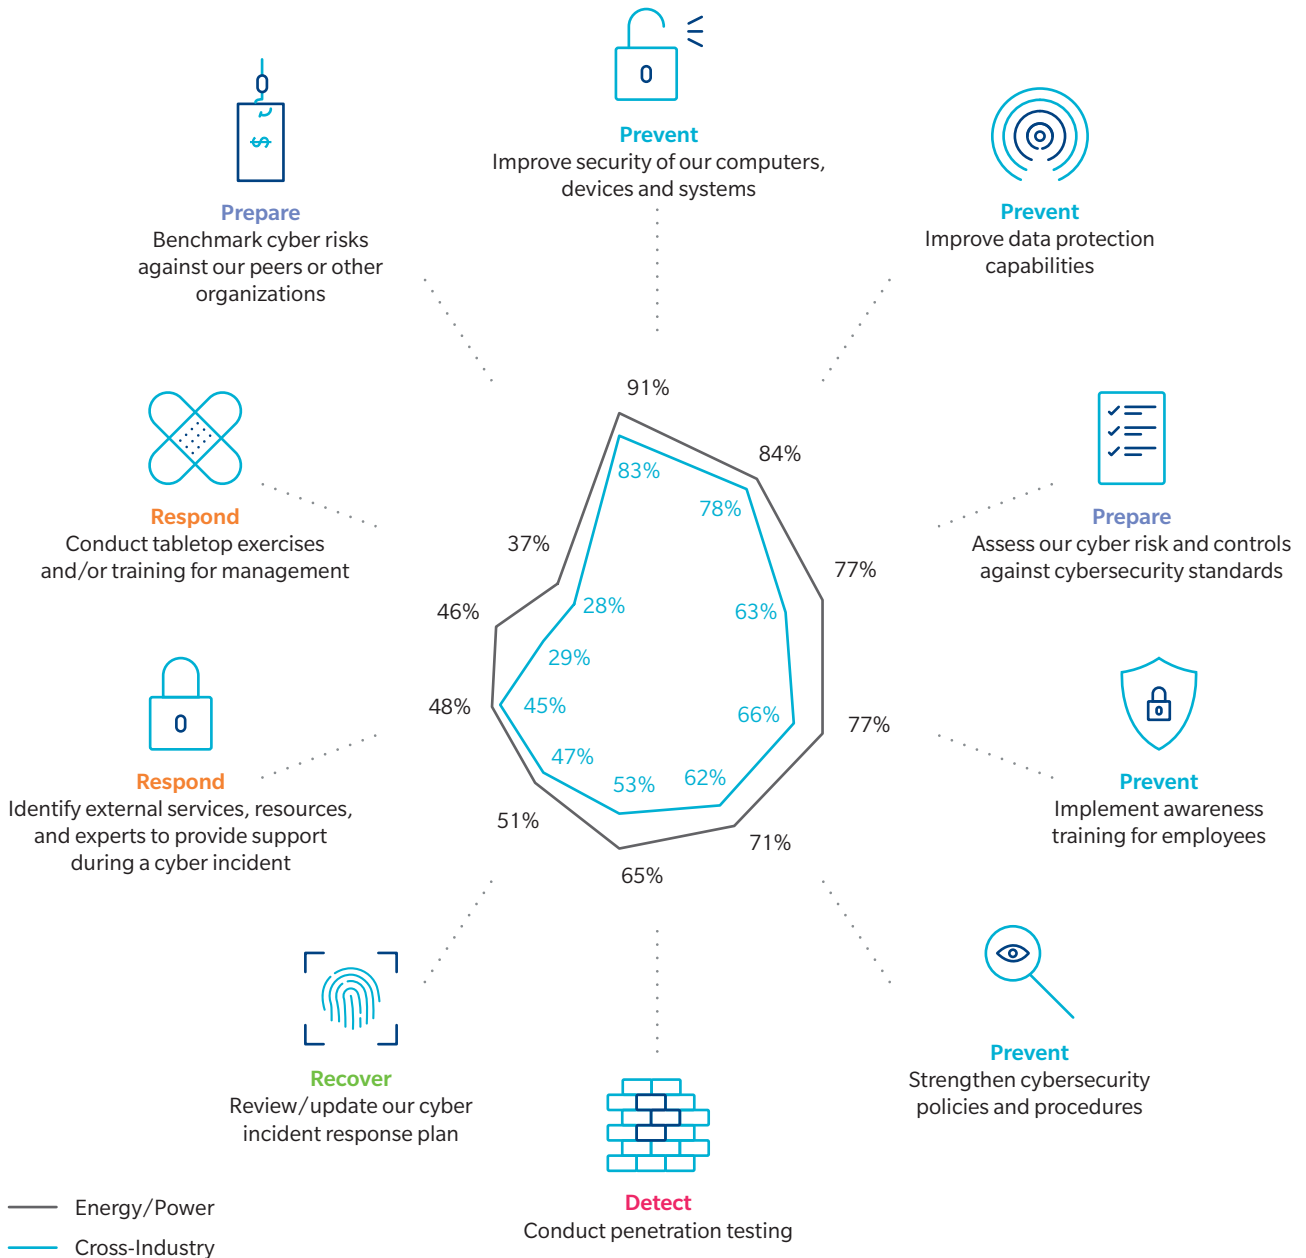 Prevent
Improve security of our computers,
devices and systems
Prevent
Improve data protection
capabilities
Prepare
Assess our cyber risk and controls
against cybersecurity standards
Prevent
Implement awareness
training for employees
Prevent
Strengthen cybersecurity
policies and procedures
Detect
Conduct penetration testing
Recover
Review/update our cyber
incident response plan
Respond
Identify external services, resources,
and experts to provide support
during a cyber incident
Respond
Conduct tabletop exercises
and/or training for management
Prepare
Benchmark cyber risks
against our peers or other
organizations
$
91%
84%
77%
77%
71%
65%
51%
48%
46%
37%
83%
78%
63%
66%
62%
53%
47%
45%
29%
28%
Energy/Power
Cross-Industry